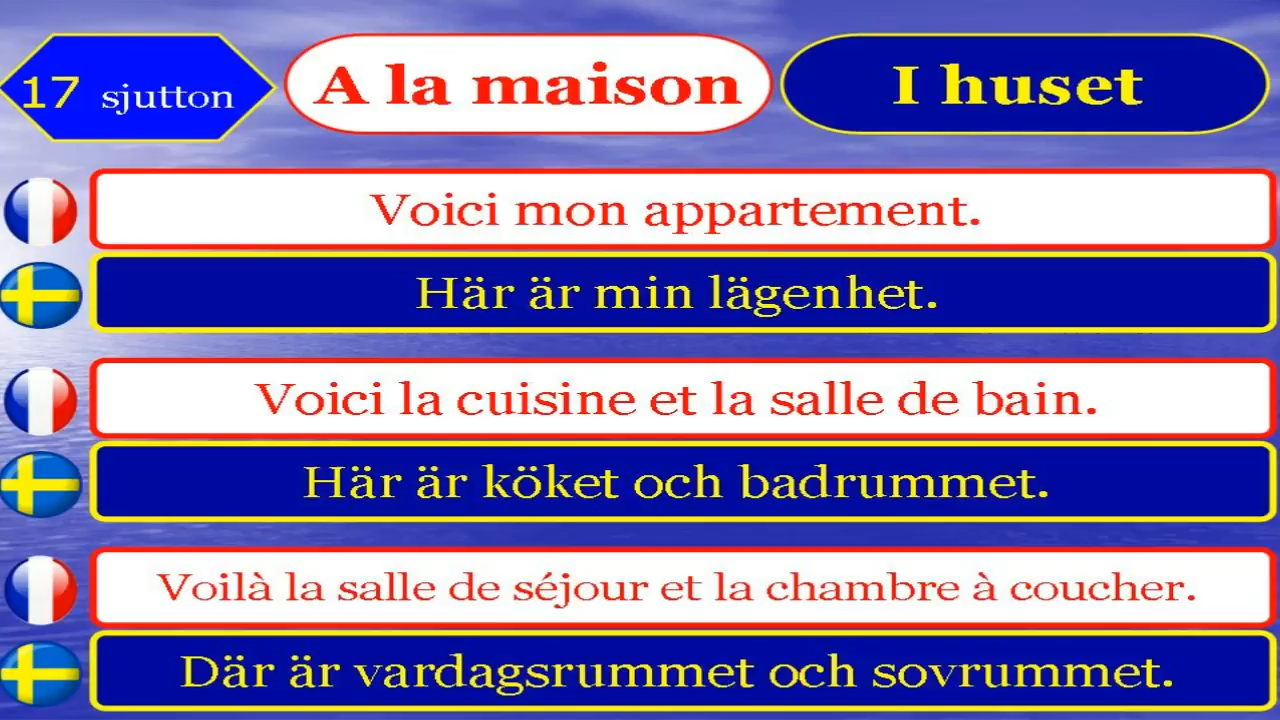 17 sjutton
A la maison
I huset
Voici mon appartement.
Här är min lägenhet.
Voici la cuisine et la salle de bain.
Här är köket och badrummet.
Voilà la salle de séjour et la chambre à coucher.
Där är vardagsrummet och sovrummet.